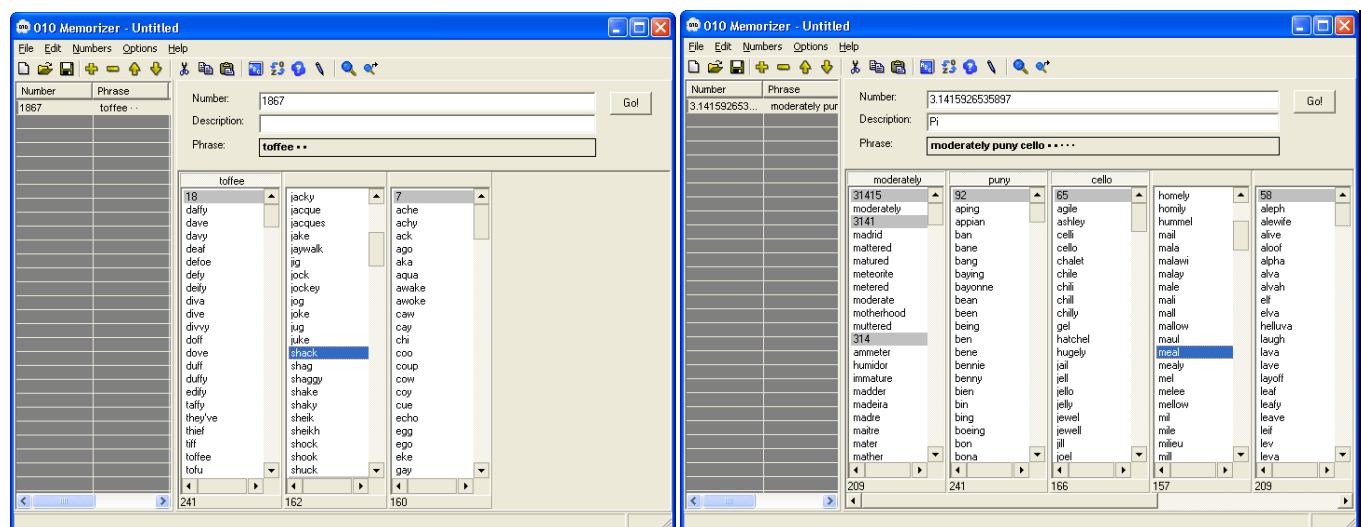 010 Memorizer - Untitled
File Edit Numbers Options Help
Number Phrase
1867 toffee · ·
Number: 1867
Go!
Description:
Phrase: toffee • •
toffee
18
daffy
dave
davy
deaf
defoe
defy
deify
diva
dive
divvy
doff
dove
duff
duffy
edify
taffy
they've
thief
tiff
toffee
tofu
241
jacky
jacque
jacques
jake
jaywalk
jig
jock
jockey
jog
joke
jug
juke
shack
shag
shaggy
shake
shaky
sheik
sheikh
shock
shook
shuck
162
7
ache
achy
ack
ago
aka
aqua
awake
awoke
caw
cay
chi
coo
coup
cow
coy
cue
echo
egg
ego
eke
gay
160
010 Memorizer - Untitled
File Edit Numbers Options Help
Number Phrase
3.141592653... moderately pur
Number: 3.1415926535897
Go!
Description: Pi
Phrase: moderately puny cello • • • • •
moderately
31415
moderately
3141
madrid
mattered
matured
meteorite
metered
moderate
motherhood
muttered
314
ammeter
humidor
immature
madder
madeira
madre
maitre
mater
mather
209
puny
92
aping
appian
ban
bane
bang
baying
bayonne
bean
been
being
ben
bene
bennie
benny
bien
bin
bing
boeing
bon
bona
241
cello
65
agile
ashley
celli
cello
chalet
chile
chili
chill
chilly
gel
hatchel
hugely
jail
jell
jello
jelly
jewel
jewell
jill
joel
166
homely
homily
hummel
mail
mala
malawi
malay
male
mali
mall
mallow
maul
meal
mealy
mel
melee
mellow
mil
mile
milieu
mill
157
58
aleph
alewife
alive
aloof
alpha
alva
alvah
elf
elva
helluva
laugh
lava
lave
layoff
leaf
leafy
leave
leif
lev
leva
209